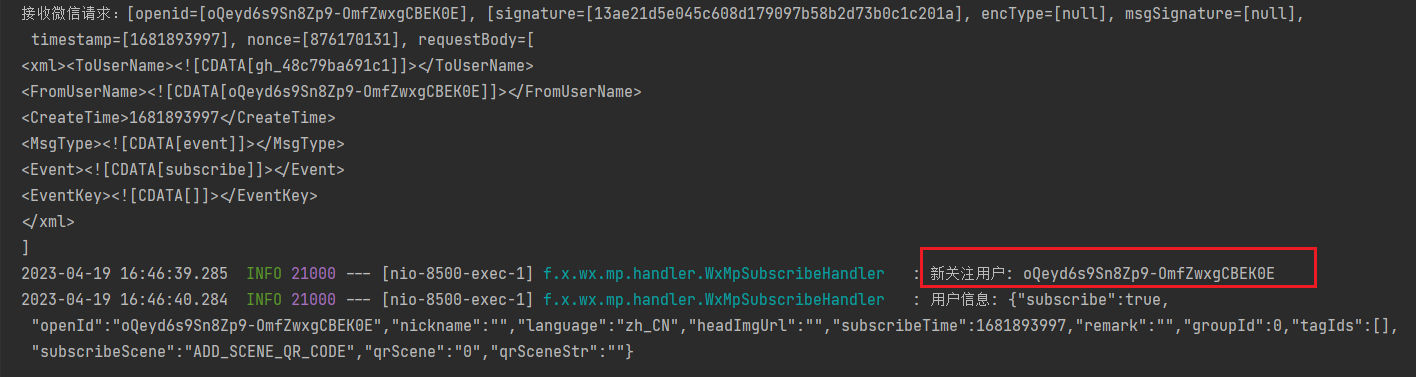 接收微信请求：[openid=[oQeyd6s9Sn8Zp9-OmfZwxgCBEK0E], [signature=[13ae21d5e045c608d179097b58b2d73b0c1c201a], encType=[null], msgSignature=[null],
timestamp=[1681893997], nonce=[876170131], requestBody=[
<xml><ToUserName><![CDATA[gh_48c79ba691c1]]></ToUserName>
<FromUserName><![CDATA[oQeyd6s9Sn8Zp9-OmfZwxgCBEK0E]]></FromUserName>
<CreateTime>1681893997</CreateTime>
<MsgType><![CDATA[event]]></MsgType>
<Event><![CDATA[subscribe]]></Event>
<EventKey><![CDATA[]]></EventKey>
</xml>
]
2023-04-19 16:46:39.285  INFO 21000 --- [nio-8500-exec-1] f.x.wx.mp.handler.WxMpSubscribeHandler   : 新关注用户: oQeyd6s9Sn8Zp9-OmfZwxgCBEK0E
2023-04-19 16:46:40.284  INFO 21000 --- [nio-8500-exec-1] f.x.wx.mp.handler.WxMpSubscribeHandler   : 用户信息: {"subscribe":true,
"openId":"oQeyd6s9Sn8Zp9-OmfZwxgCBEK0E","nickname":"","language":"zh_CN","headImgUrl":"","subscribeTime":1681893997,"remark":"","groupId":0,"tagIds":[],
"subscribeScene":"ADD_SCENE_QR_CODE","qrScene":"0","qrSceneStr":""}